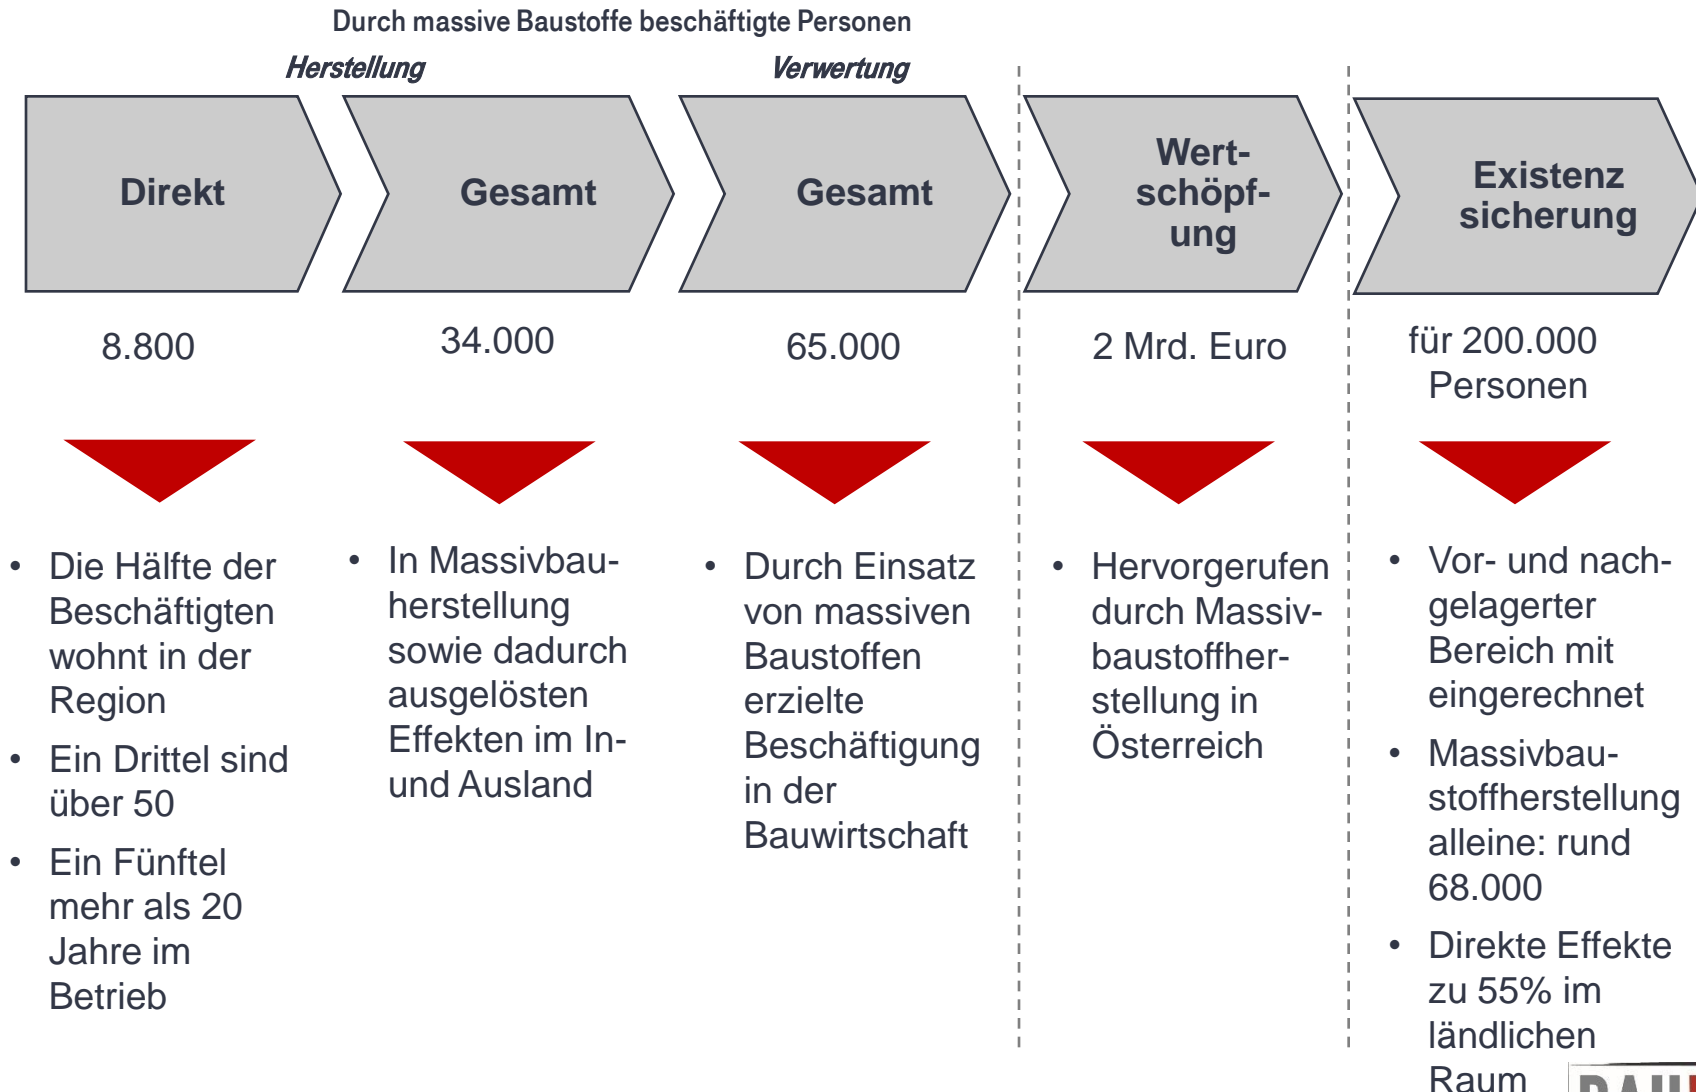 Durch massive Baustoffe beschäftigte Personen
Herstellung
Verwertung
Direkt
Gesamt
Gesamt
Wert-
schöpf-
ung
Existenz
sicherung
8.800
34.000
65.000
2 Mrd. Euro
für 200.000
Personen
• Die Hälfte der
Beschäftigten
wohnt in der
Region
• Ein Drittel sind
über 50
• Ein Fünftel
mehr als 20
Jahre im
Betrieb
• In Massivbau-
herstellung
sowie dadurch
ausgelösten
Effekten im In-
und Ausland
• Durch Einsatz
von massiven
Baustoffen
erzielte
Beschäftigung
in der
Bauwirtschaft
• Hervorgerufen
durch Massiv-
baustoffher-
stellung in
Österreich
• Vor- und nach-
gelagerter
Bereich mit
eingerechnet
• Massivbau-
stoffherstellung
alleine: rund
68.000
• Direkte Effekte
zu 55% im
ländlichen
Raum